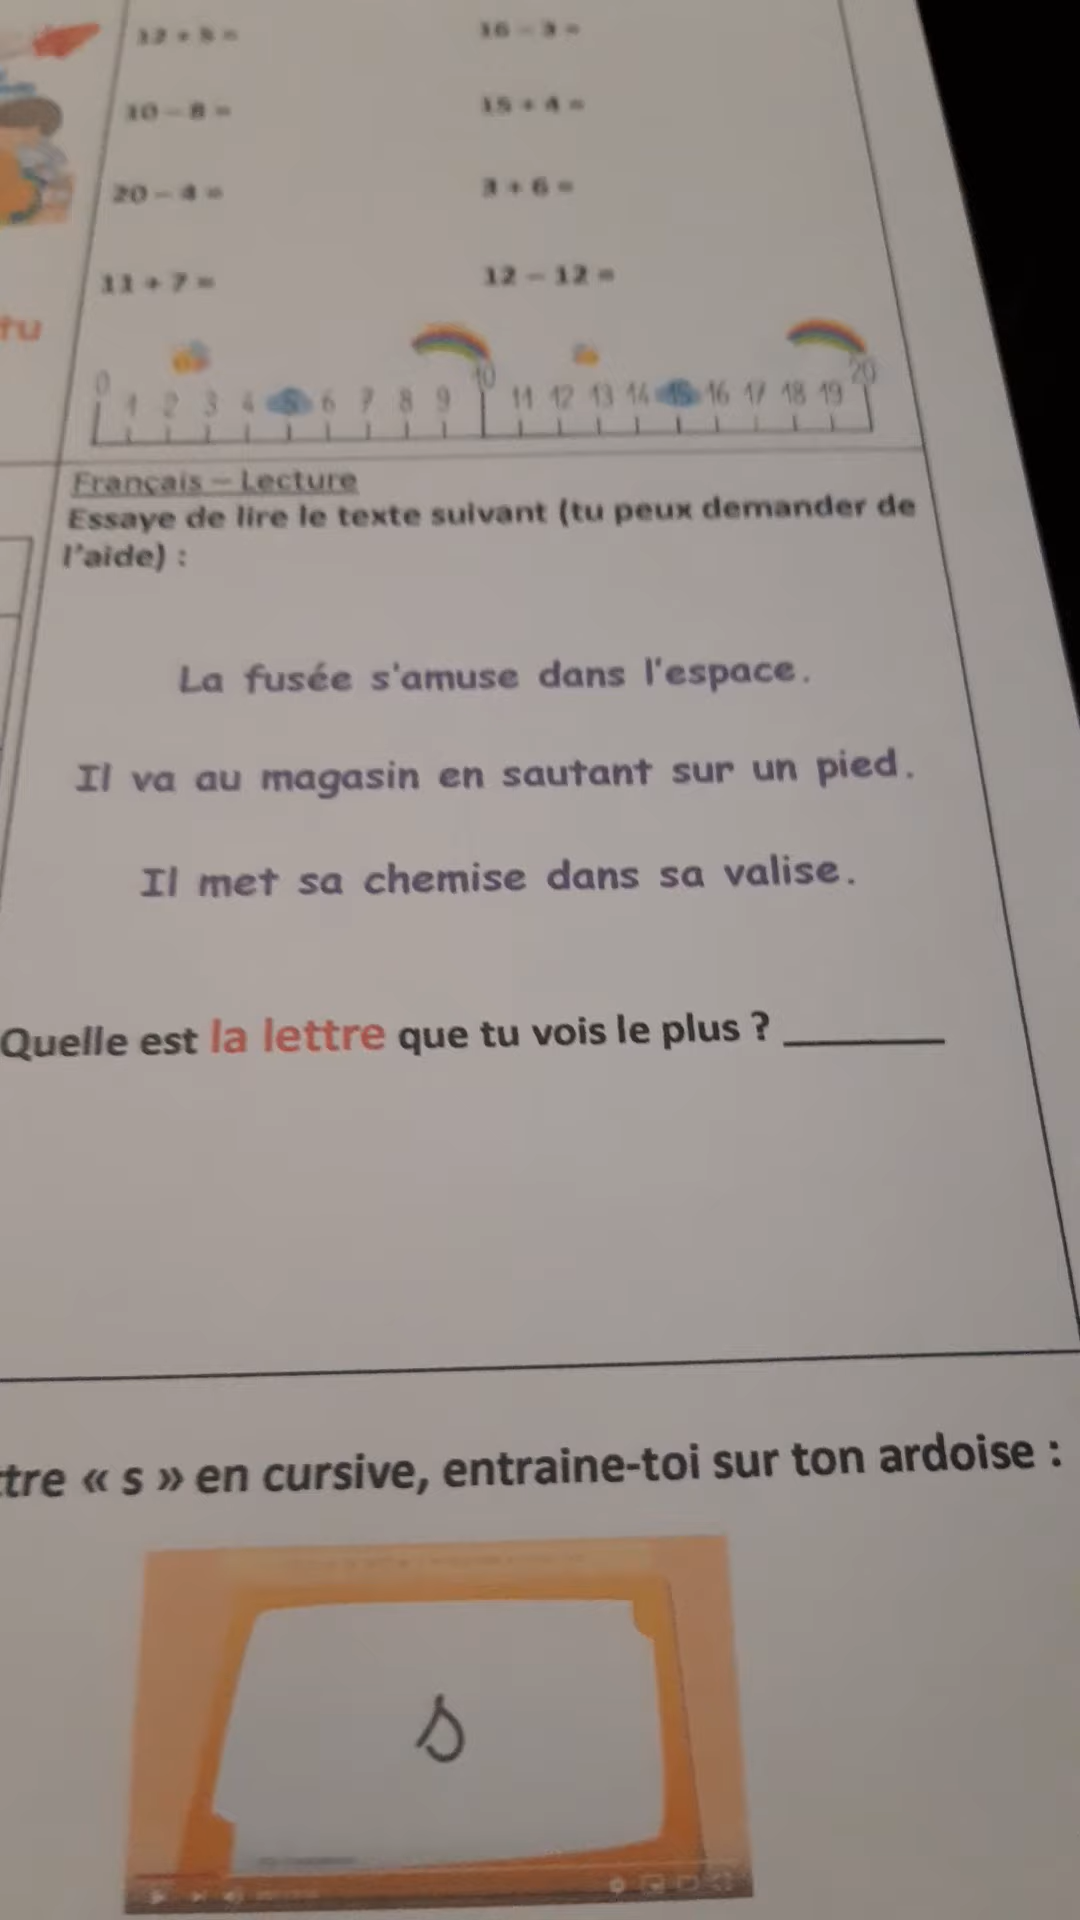 12 + 5 =
16 - 3 =
10 - 8 =
15 + 4 =
20 - 4 =
3 + 6 =
11 + 7 =
12 - 12 =
tu
0 1 2 3 4 5 6 7 8 9 10 11 12 13 14 15 16 17 18 19 20
Français – Lecture
Essaye de lire le texte suivant (tu peux demander de
l'aide) :
La fusée s'amuse dans l'espace.
Il va au magasin en sautant sur un pied.
Il met sa chemise dans sa valise.
Quelle est la lettre que tu vois le plus ? ________
tre « s » en cursive, entraine-toi sur ton ardoise :
s